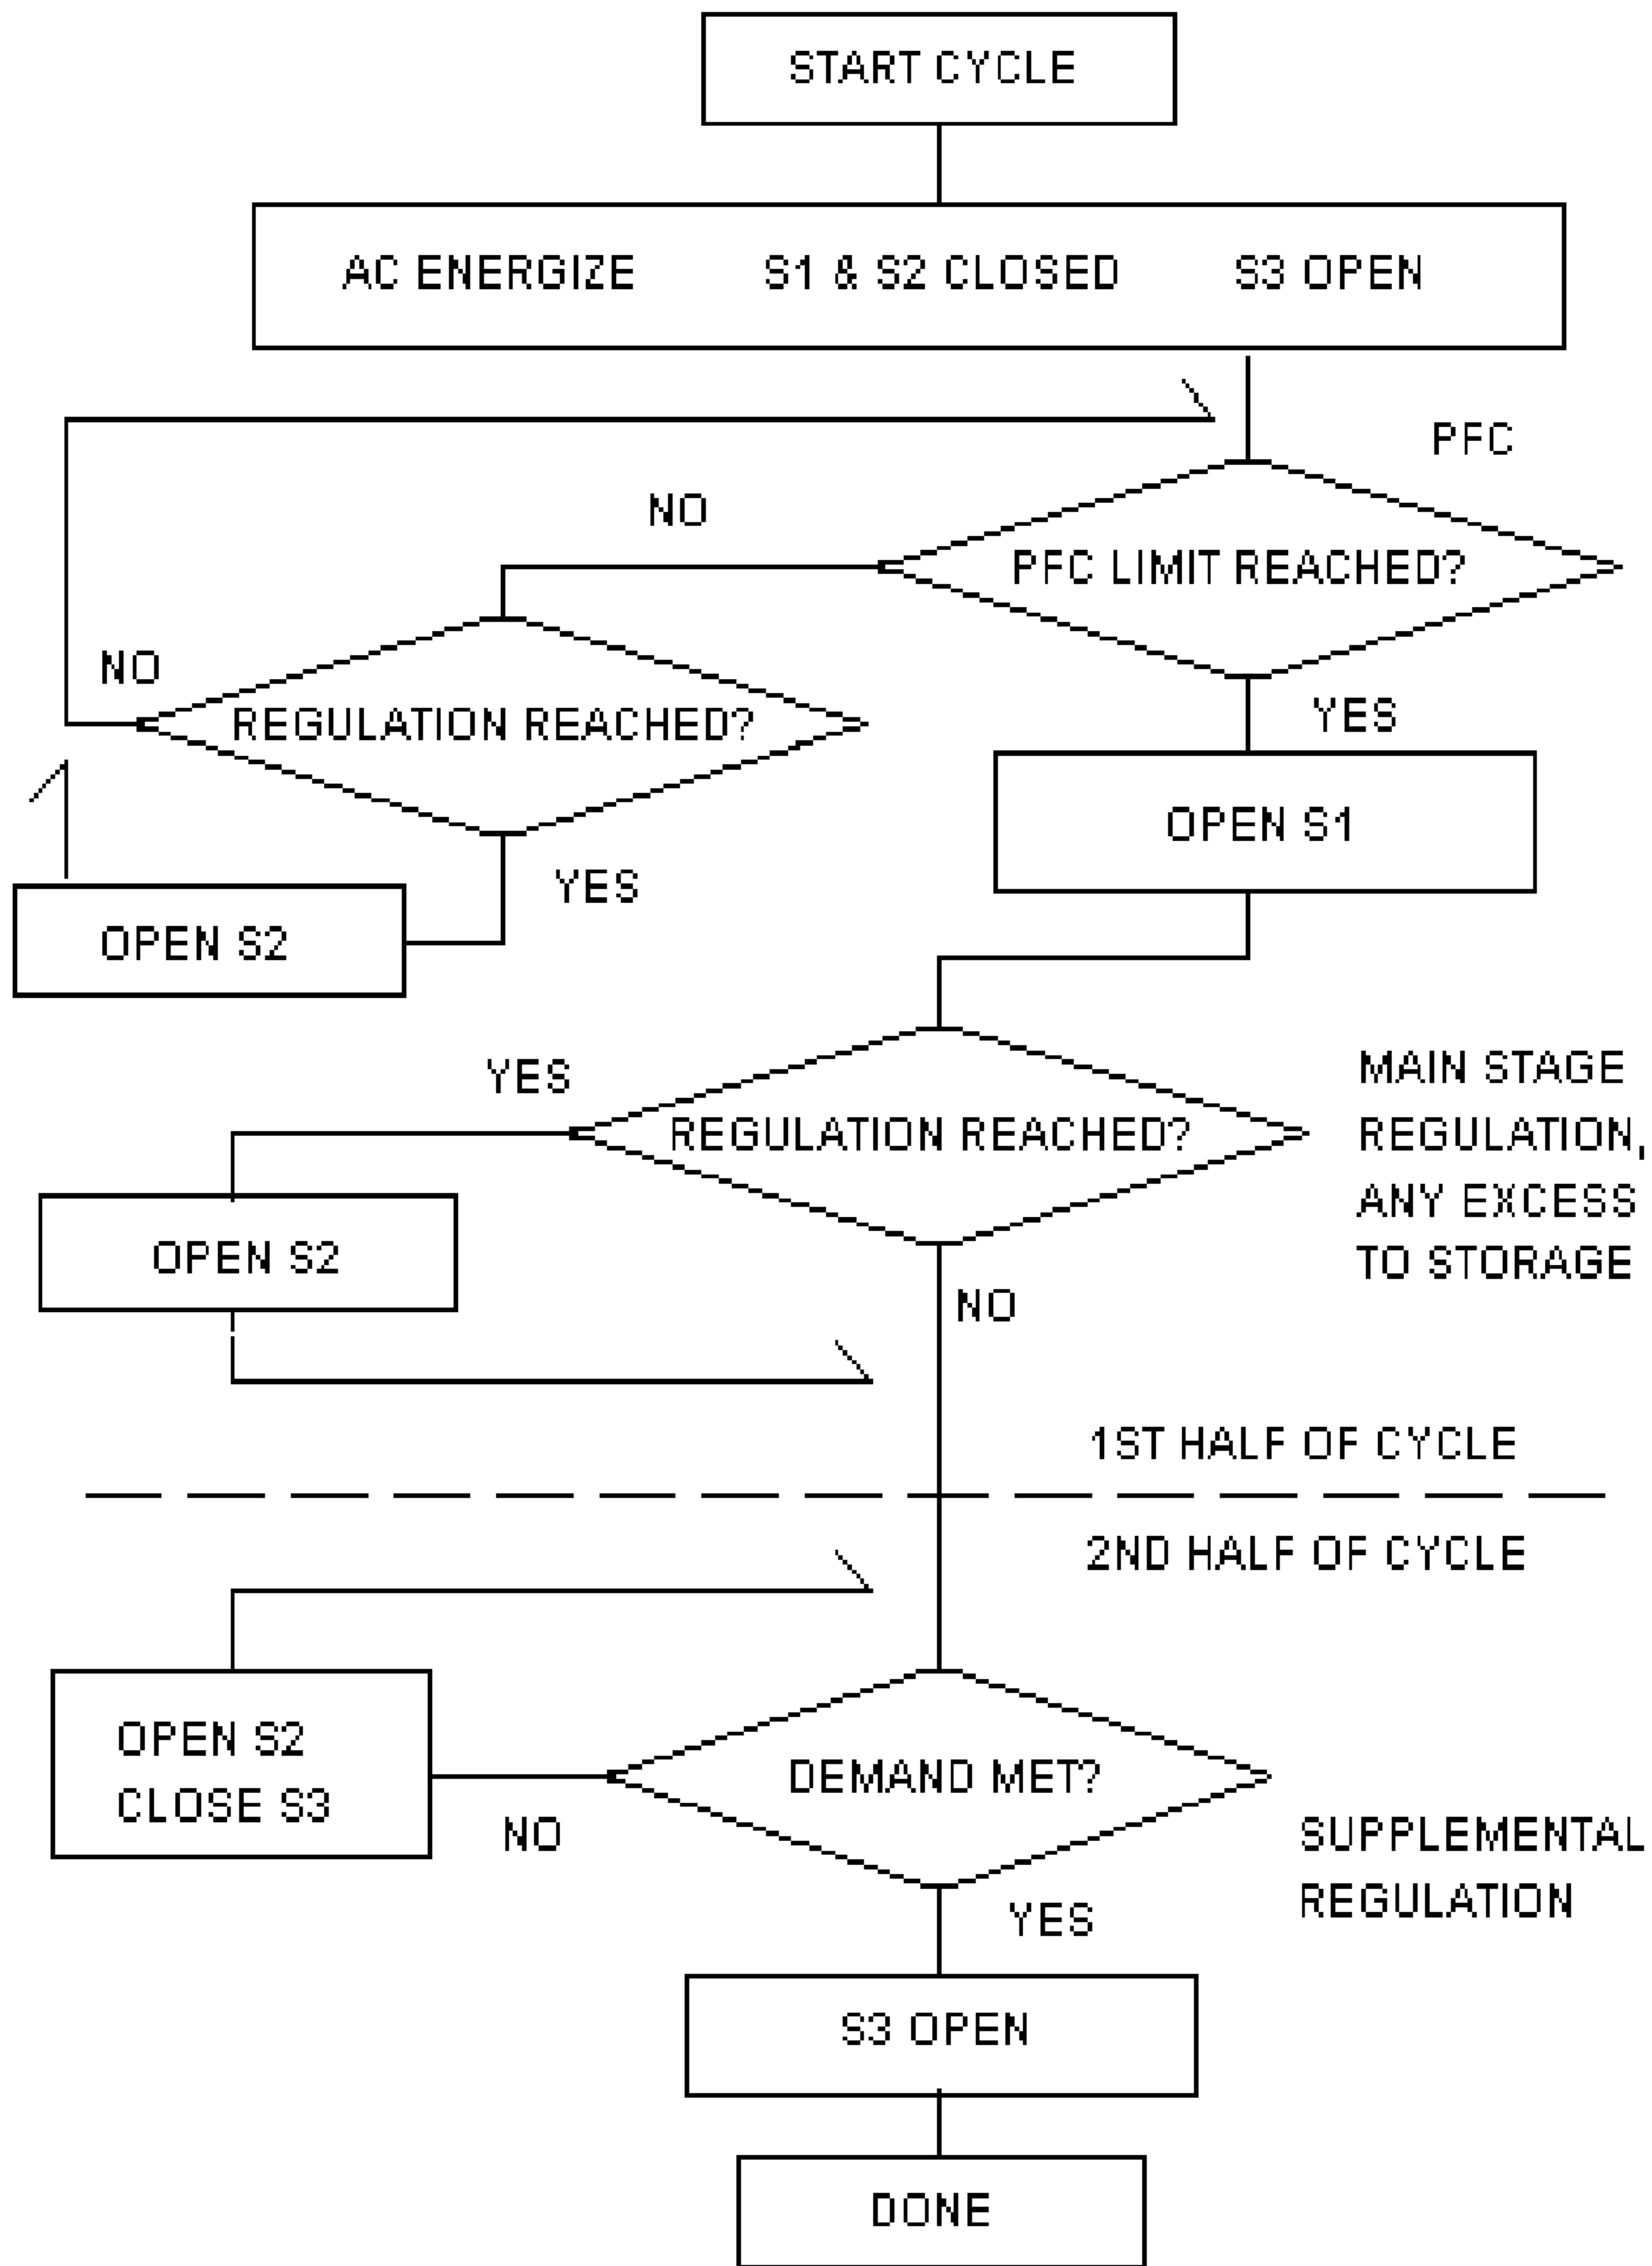 START CYCLE
AC ENERGIZE S1 & S2 CLOSED S3 OPEN
PFC
NO
PFC LIMIT REACHED?
NO
REGULATION REACHED?
YES
OPEN S1
YES
OPEN S2
YES
REGULATION REACHED?
MAIN STAGE
REGULATION,
ANY EXCESS
TO STORAGE
OPEN S2
NO
1ST HALF OF CYCLE
2ND HALF OF CYCLE
OPEN S2
CLOSE S3
DEMAND MET?
NO
SUPPLEMENTAL
REGULATION
YES
S3 OPEN
DONE